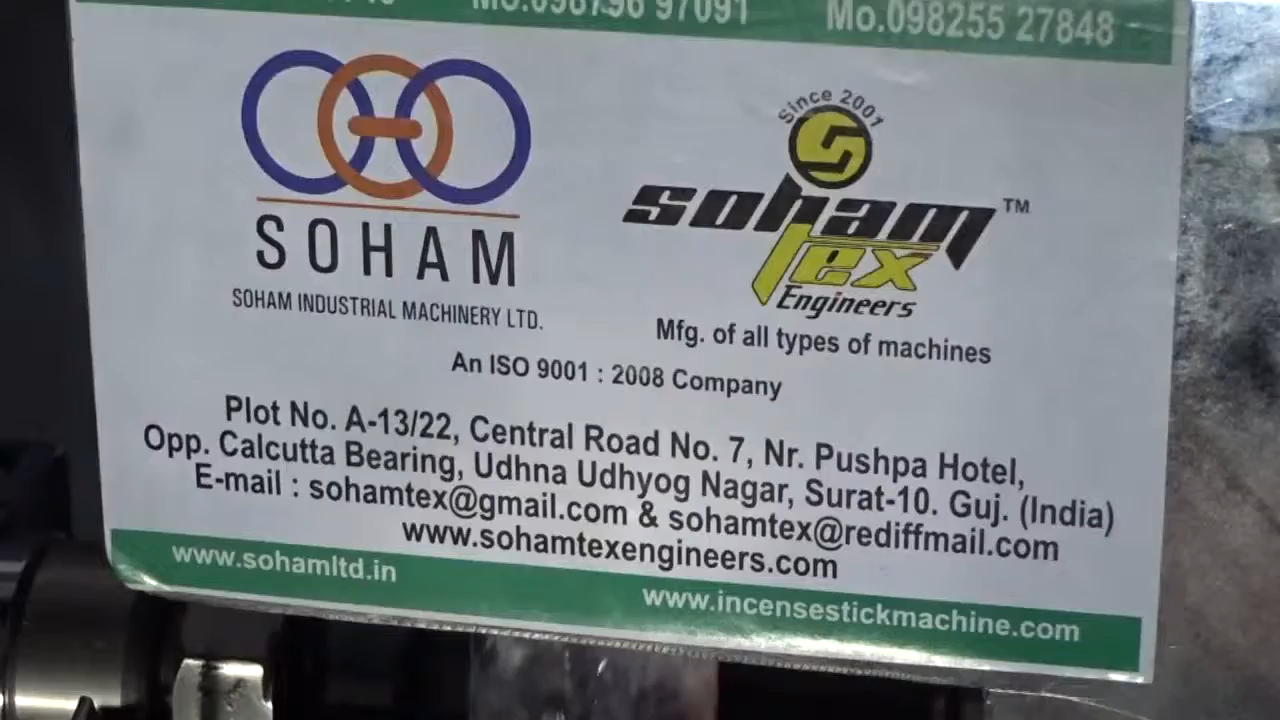 Mo.098796 97091
Mo.098255 27848
Since 2001
SOHAM
SOHAM INDUSTRIAL MACHINERY LTD.
soham TM
Tex
Engineers
Mfg. of all types of machines
An ISO 9001 : 2008 Company
Plot No. A-13/22, Central Road No. 7, Nr. Pushpa Hotel,
Opp. Calcutta Bearing, Udhna Udhyog Nagar, Surat-10. Guj. (India)
E-mail : sohamtex@gmail.com & sohamtex@rediffmail.com
www.sohamtexengineers.com
www.sohamltd.in
www.incensestickmachine.com